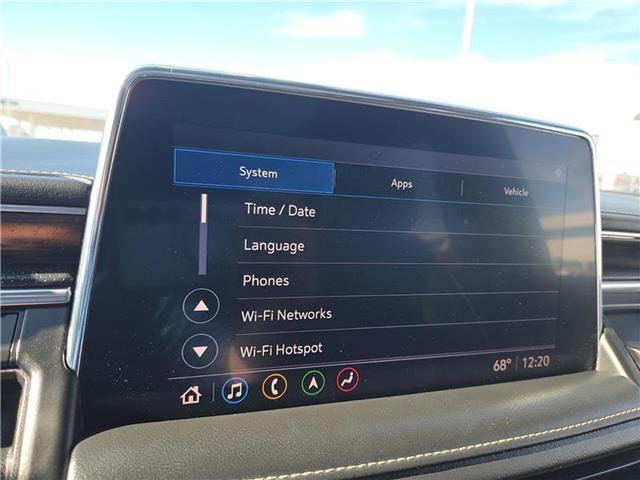 System Apps Vehicle
Time / Date
Language
Phones
Wi-Fi Networks
Wi-Fi Hotspot
68° 12:20